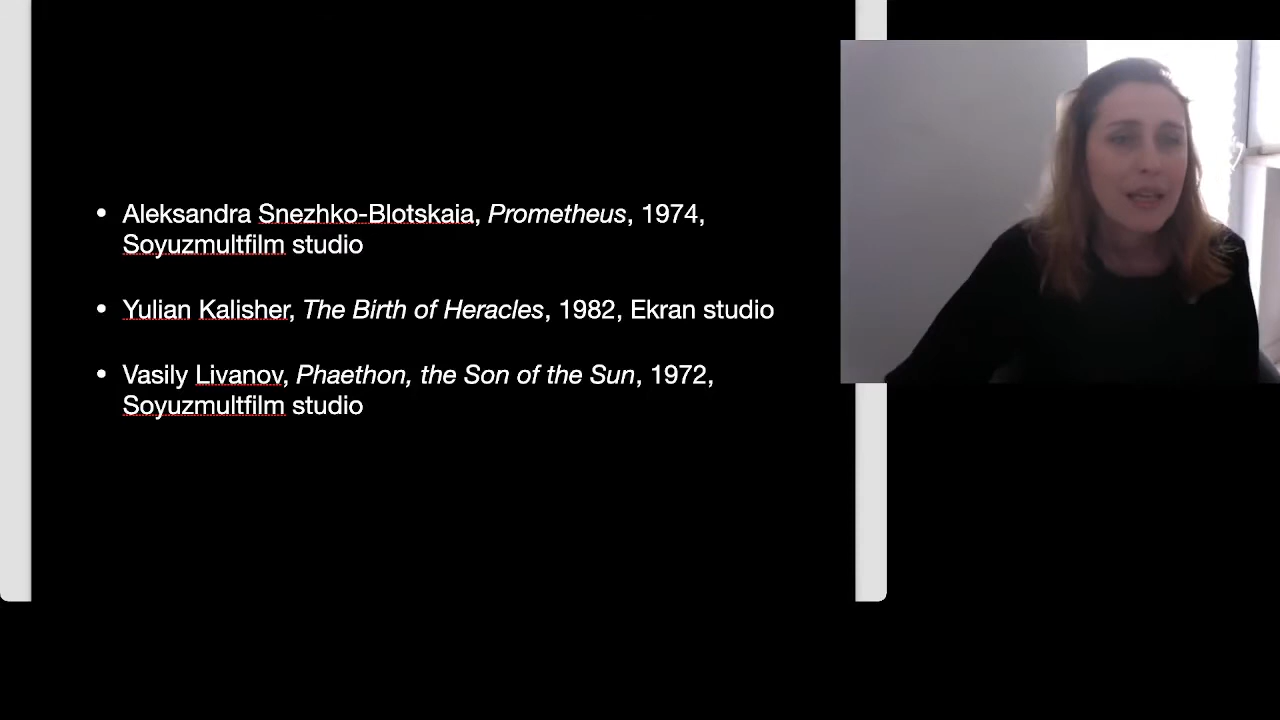 • Aleksandra Snezhko-Blotskaia, Prometheus, 1974,
Soyuzmultfilm studio
• Yulian Kalisher, The Birth of Heracles, 1982, Ekran studio
• Vasily Livanov, Phaethon, the Son of the Sun, 1972,
Soyuzmultfilm studio